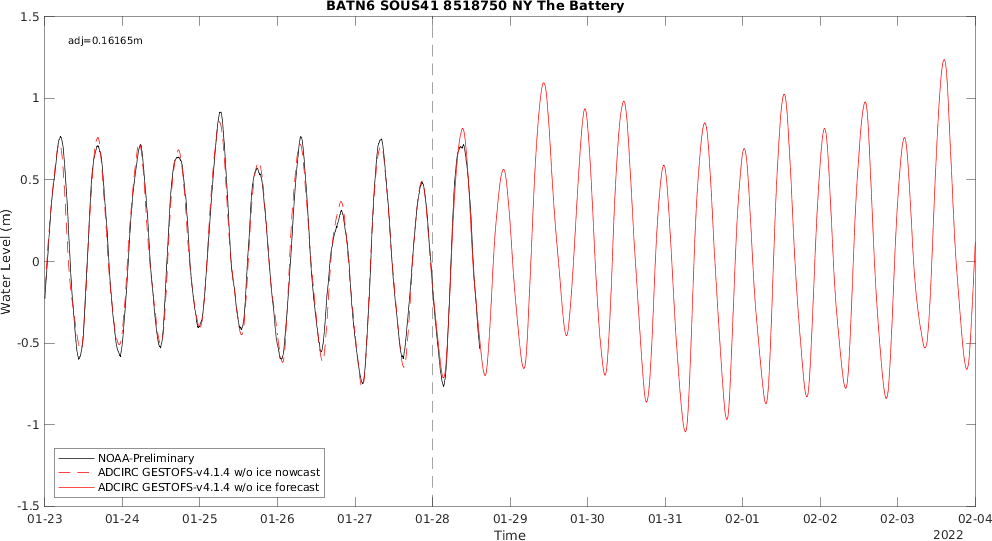 BATN6 SOUS41 8518750 NY The Battery
adj=0.16165m
1.5
1
0.5
0
-0.5
-1
-1.5
Water Level (m)
NOAA-Preliminary
ADCIRC GESTOFS-v4.1.4 w/o ice nowcast
ADCIRC GESTOFS-v4.1.4 w/o ice forecast
01-23 01-24 01-25 01-26 01-27 01-28 01-29 01-30 01-31 02-01 02-02 02-03 02-04
Time
2022